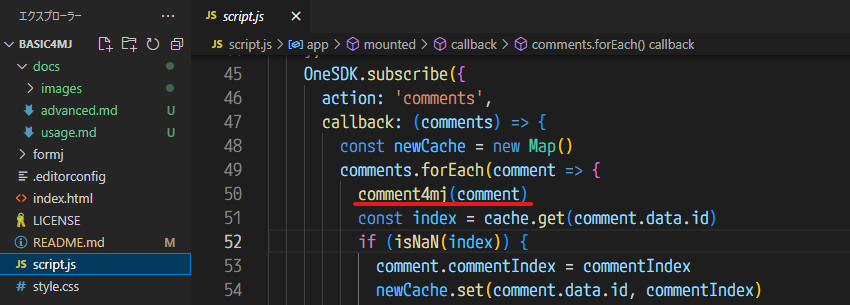 エクスプローラー
BASIC4MJ
docs
images
advanced.md U
usage.md U
formj
.editorconfig
index.html
LICENSE
README.md M
script.js
style.css
JS script.js ×
JS script.js > app > mounted > callback > comments.forEach() callback
45 OneSDK.subscribe({
46 action: 'comments',
47 callback: (comments) => {
48 const newCache = new Map()
49 comments.forEach(comment => {
50 comment4mj(comment)
51 const index = cache.get(comment.data.id)
52 if (isNaN(index)) {
53 comment.commentIndex = commentIndex
54 newCache.set(comment.data.id, commentIndex)